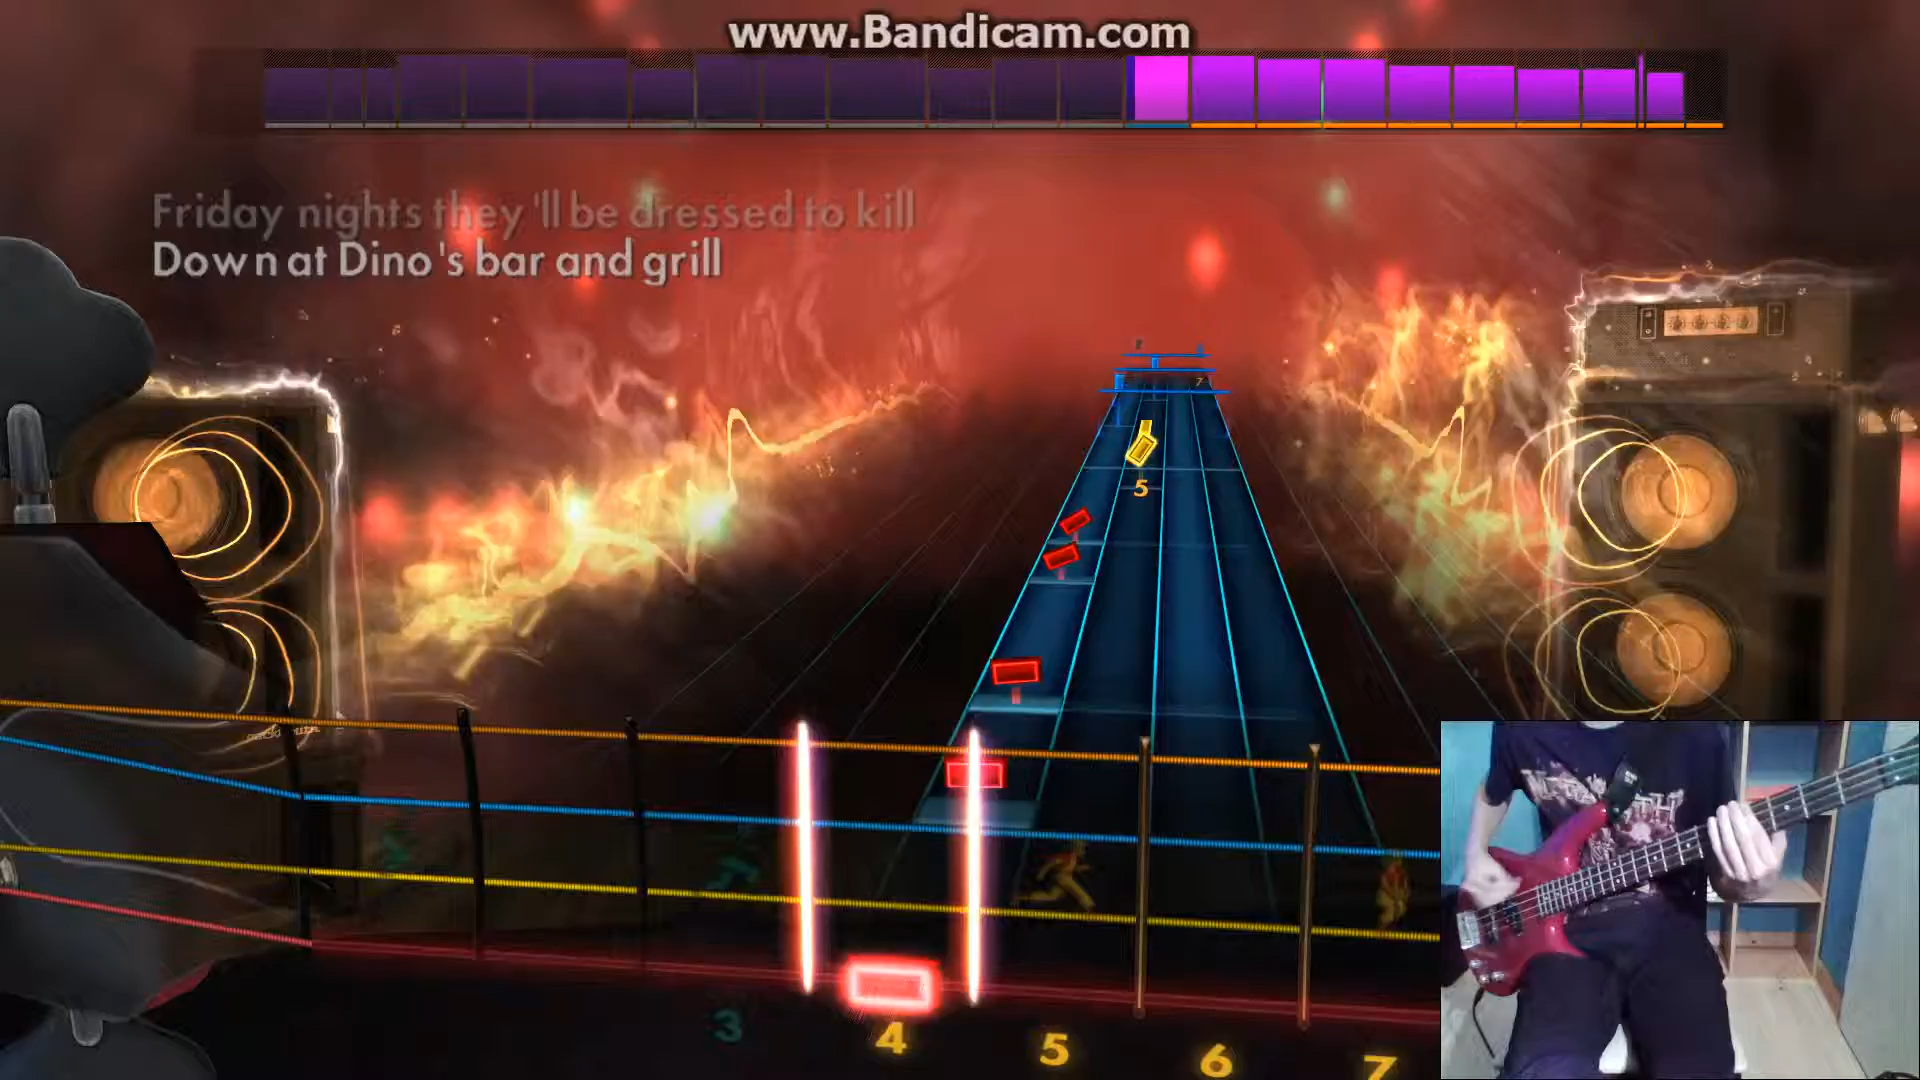 www.Bandicam.com
Friday nights they 'll be dressed to kill
Down at Dino's bar and grill
7
5
3
4
5
6
7